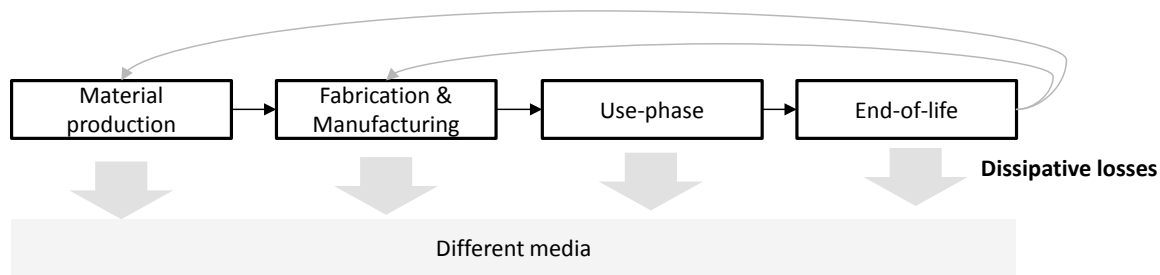 Material
production
Fabrication &
Manufacturing
Use-phase
End-of-life
Dissipative losses
Different media